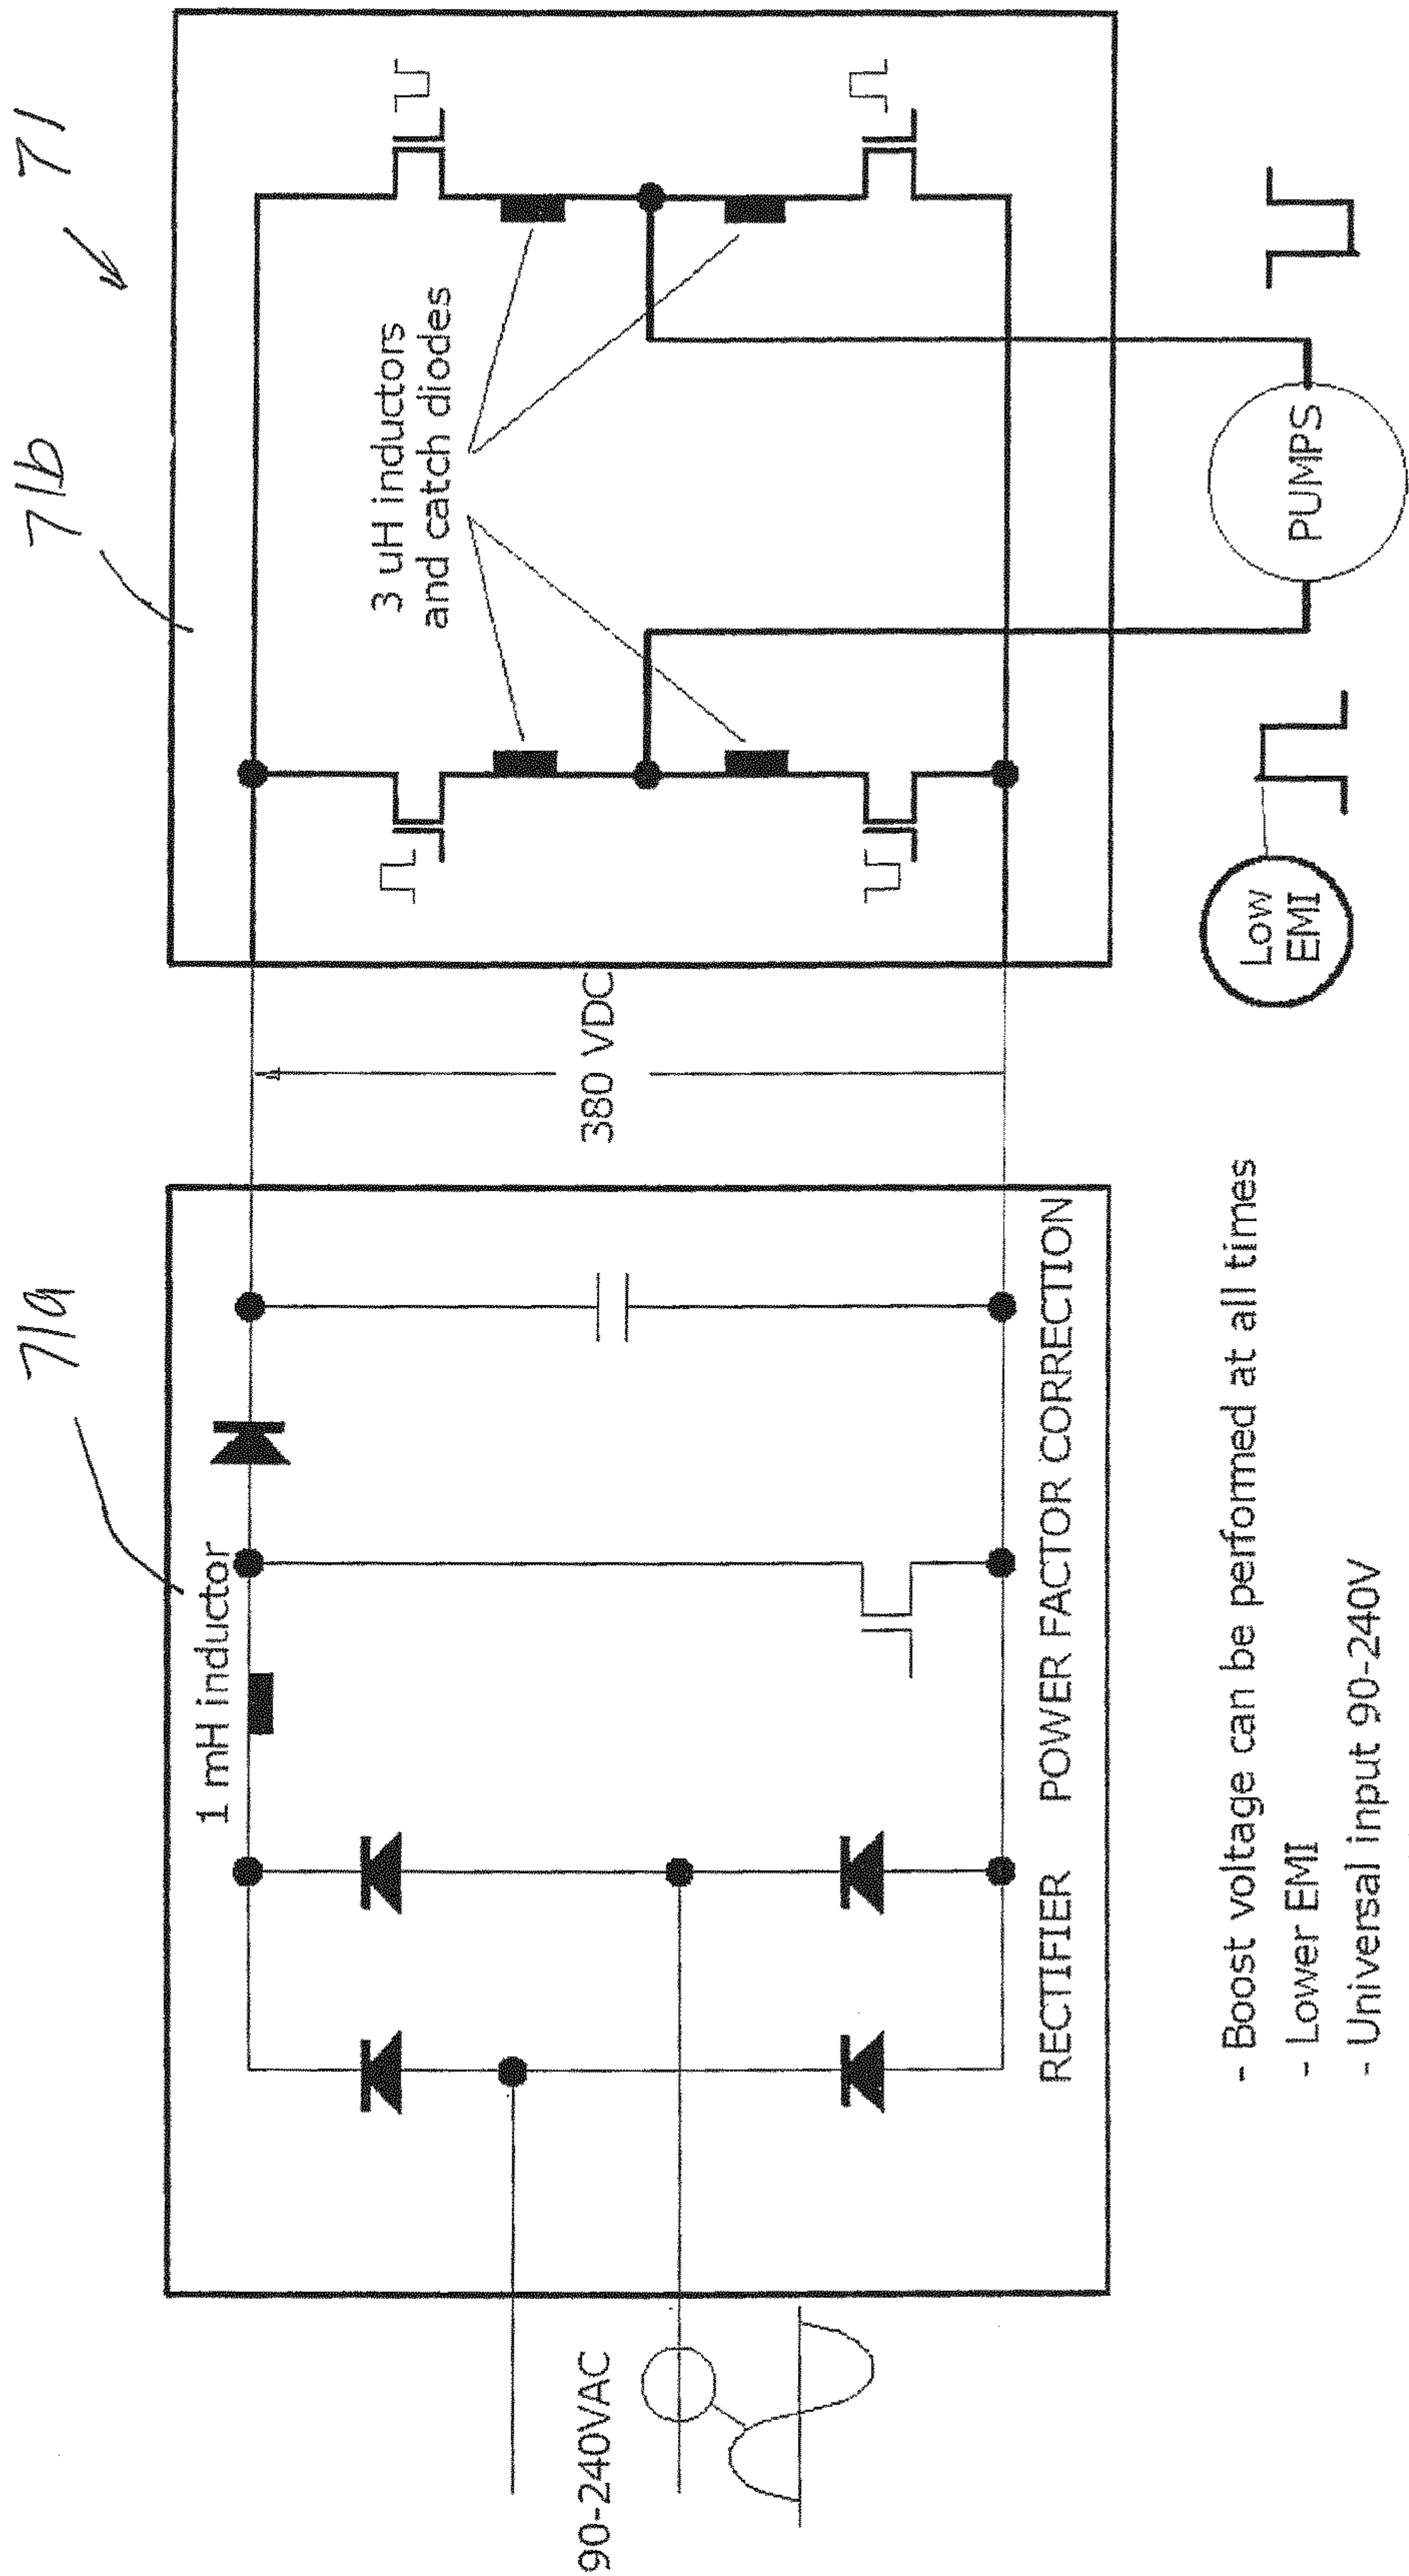 71
71a
71b
1 mH inductor
3 uH inductors
and catch diodes
90-240VAC
380 VDC
RECTIFIER
POWER FACTOR CORRECTION
Low
EMI
PUMPS
- Boost voltage can be performed at all times
- Lower EMI
- Universal input 90-240V